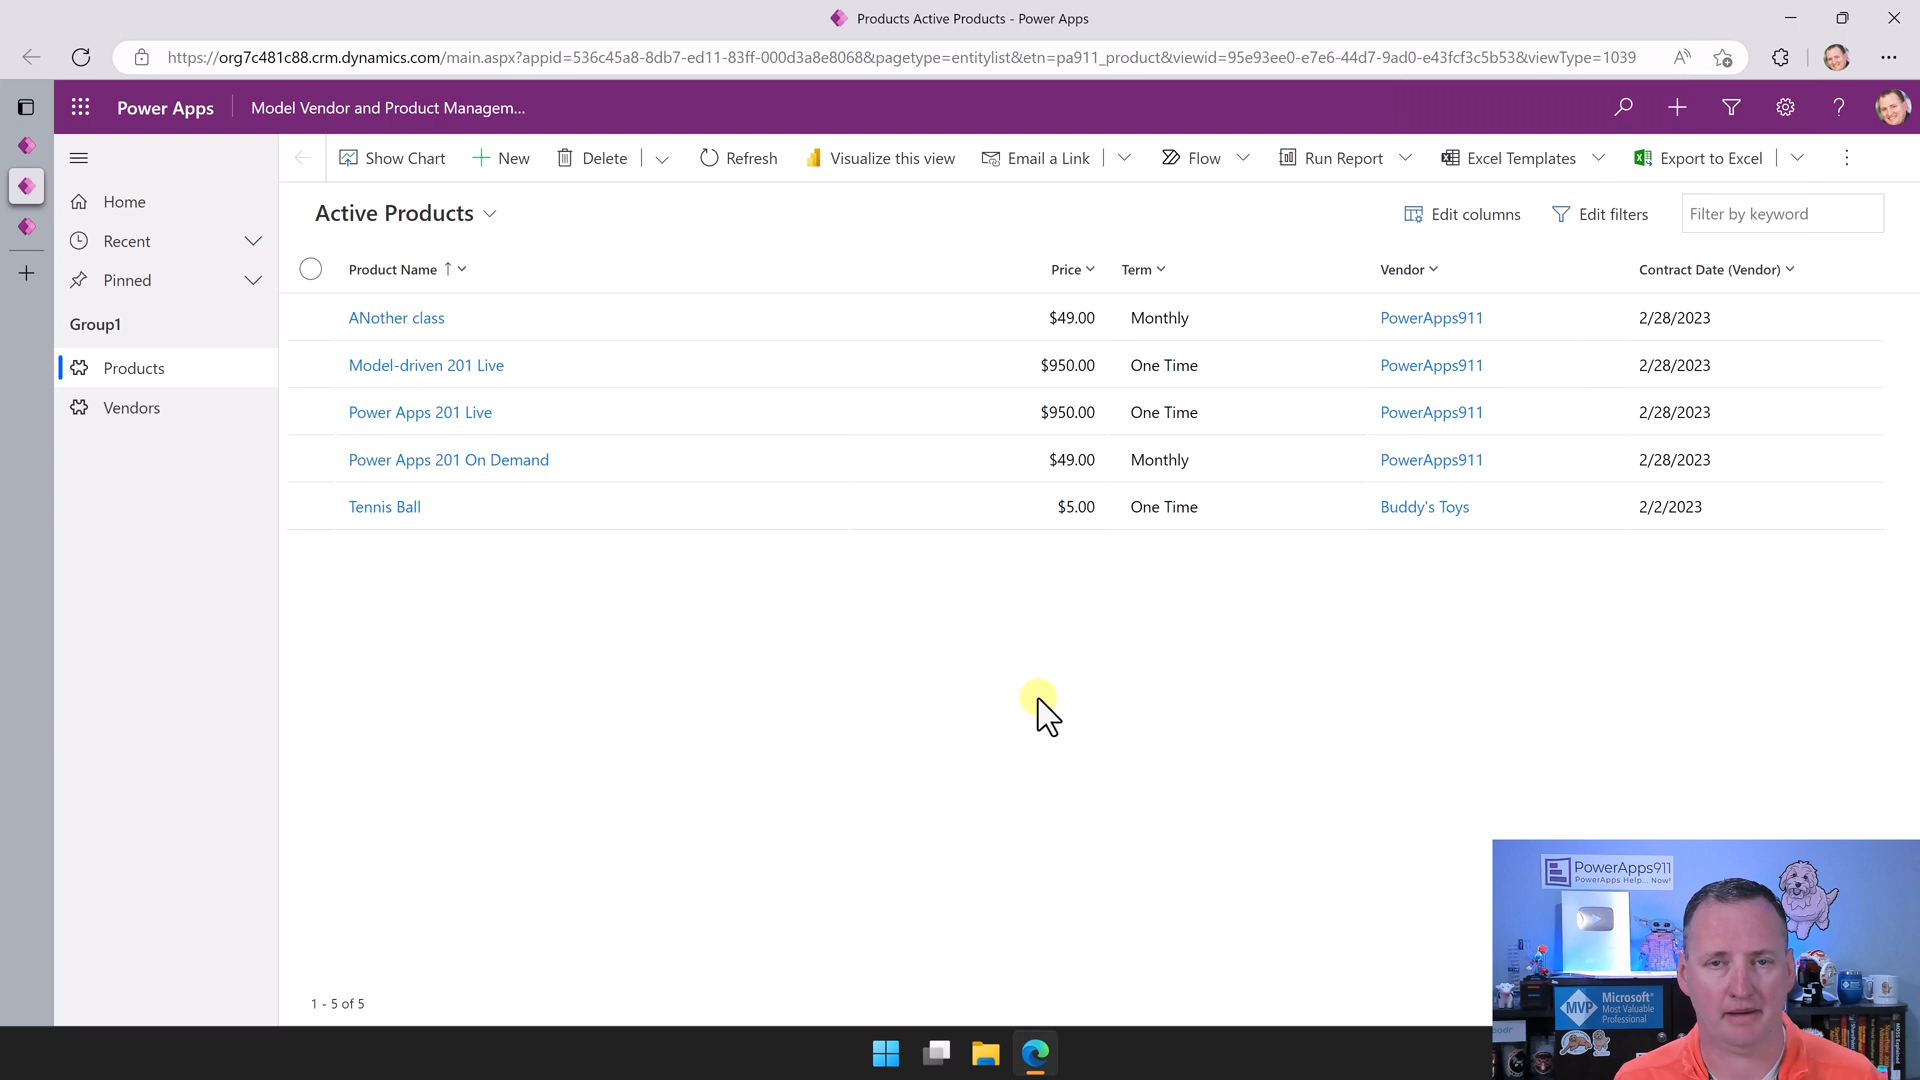 Products Active Products - Power Apps
https://org7c481c88.crm.dynamics.com/main.aspx?appid=536c45a8-8db7-ed11-83ff-000d3a8e8068&pagetype=entitylist&etn=pa911_product&viewid=95e93ee0-e7e6-44d7-9ad0-e43fcf3c5b53&viewType=1039
Power Apps
Model Vendor and Product Managem...
Show Chart
New
Delete
Refresh
Visualize this view
Email a Link
Flow
Run Report
Excel Templates
Export to Excel
Home
Recent
Pinned
Group1
Products
Vendors
Active Products
Edit columns
Edit filters
Filter by keyword
Product Name Price Term Vendor Contract Date (Vendor)
ANother class $49.00 Monthly PowerApps911 2/28/2023
Model-driven 201 Live $950.00 One Time PowerApps911 2/28/2023
Power Apps 201 Live $950.00 One Time PowerApps911 2/28/2023
Power Apps 201 On Demand $49.00 Monthly PowerApps911 2/28/2023
Tennis Ball $5.00 One Time Buddy's Toys 2/2/2023
1 - 5 of 5
PowerApps911
PowerApps Help... Now!
MVP
Microsoft®
Most Valuable
Professional